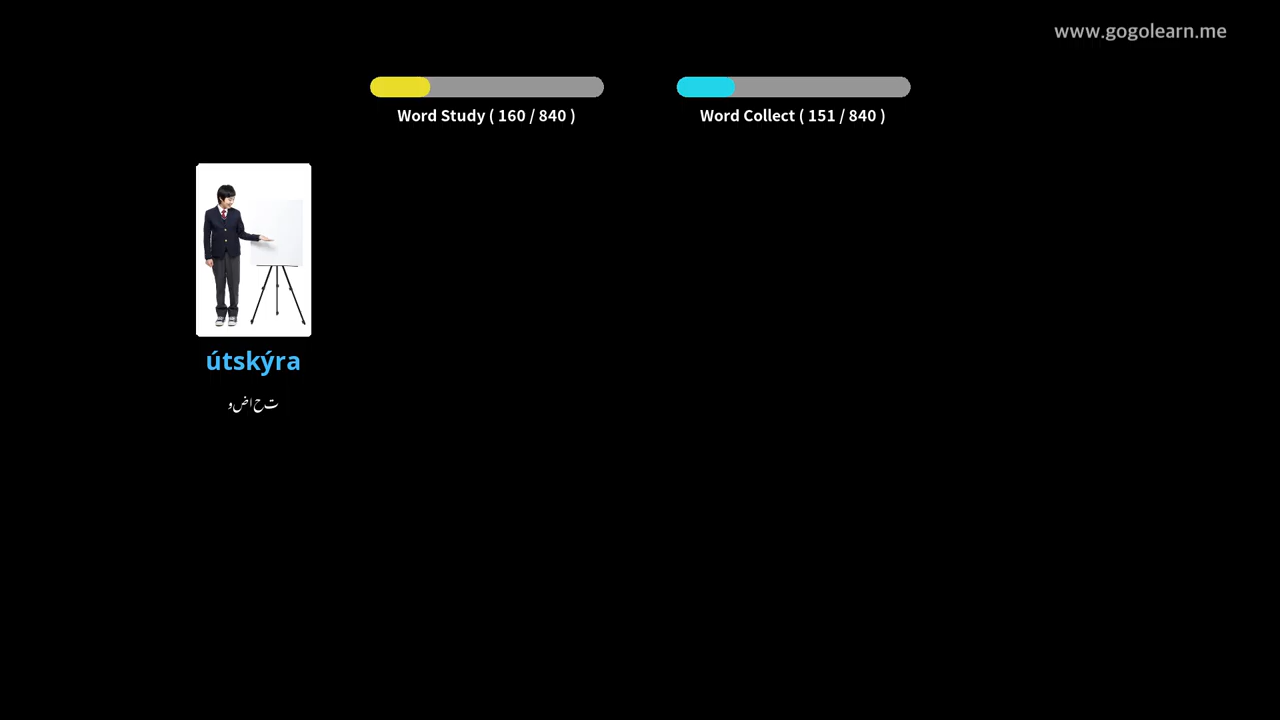 www.gogolearn.me
Word Study ( 160 / 840 )
Word Collect ( 151 / 840 )
útskýra
وضاحت